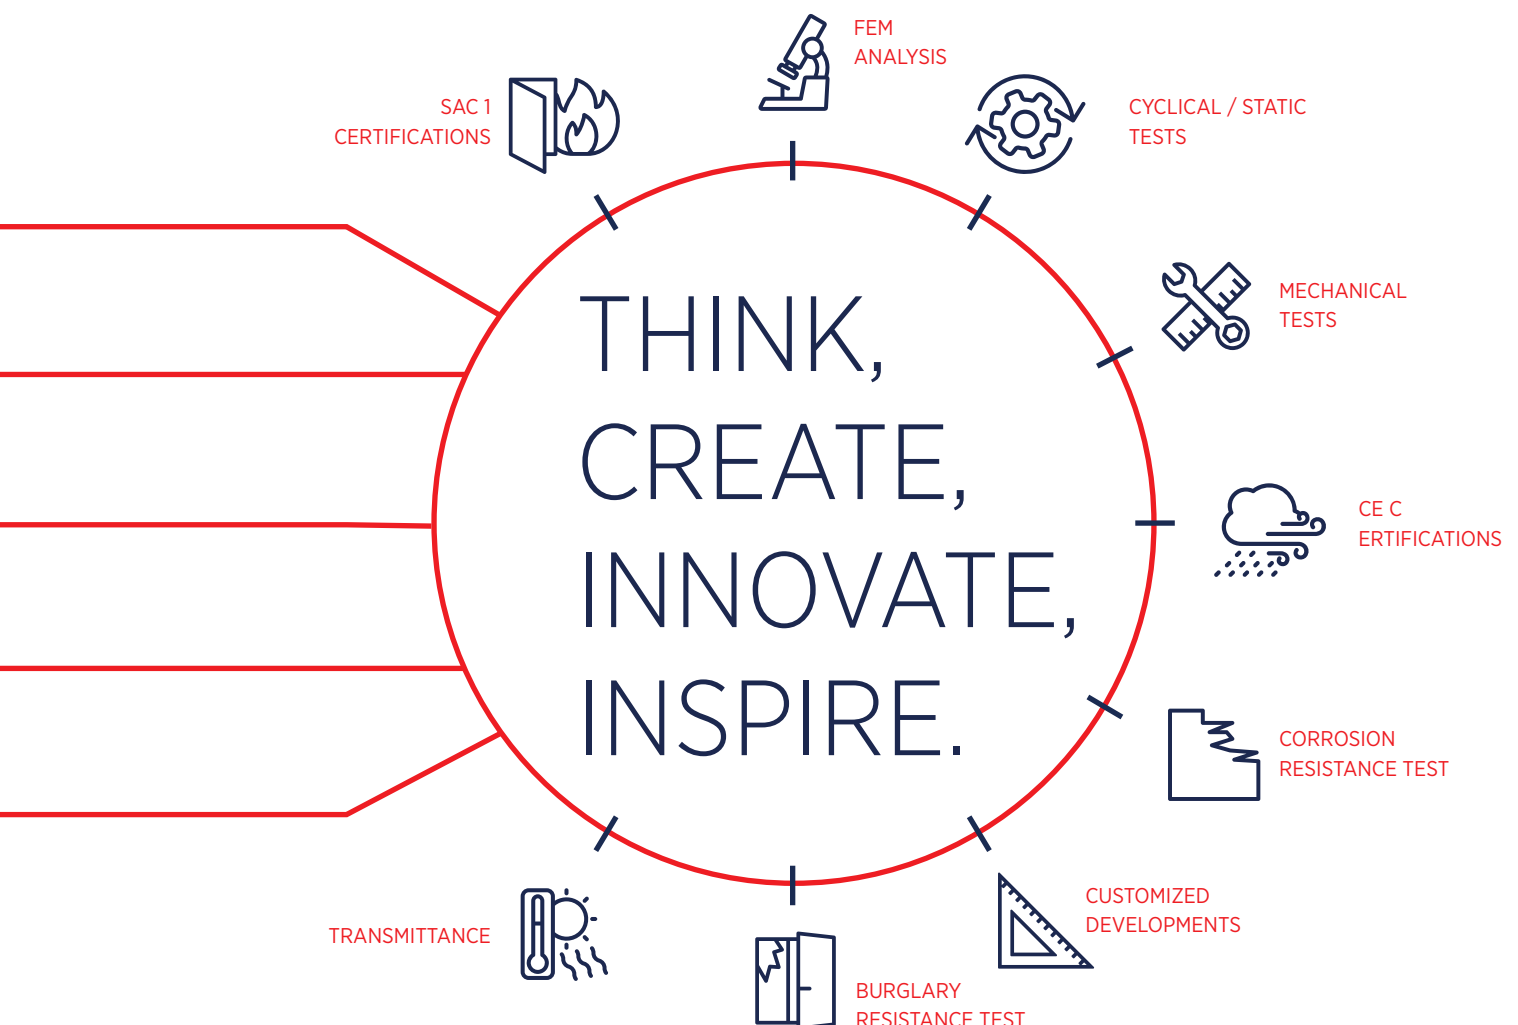 FEM
ANALYSIS
SAC 1
CERTIFICATIONS
CYCLICAL / STATIC
TESTS
MECHANICAL
TESTS
THINK,
CREATE,
INNOVATE,
INSPIRE.
CE C
ERTIFICATIONS
CORROSION
RESISTANCE TEST
CUSTOMIZED
DEVELOPMENTS
TRANSMITTANCE
BURGLARY
RESISTANCE TEST